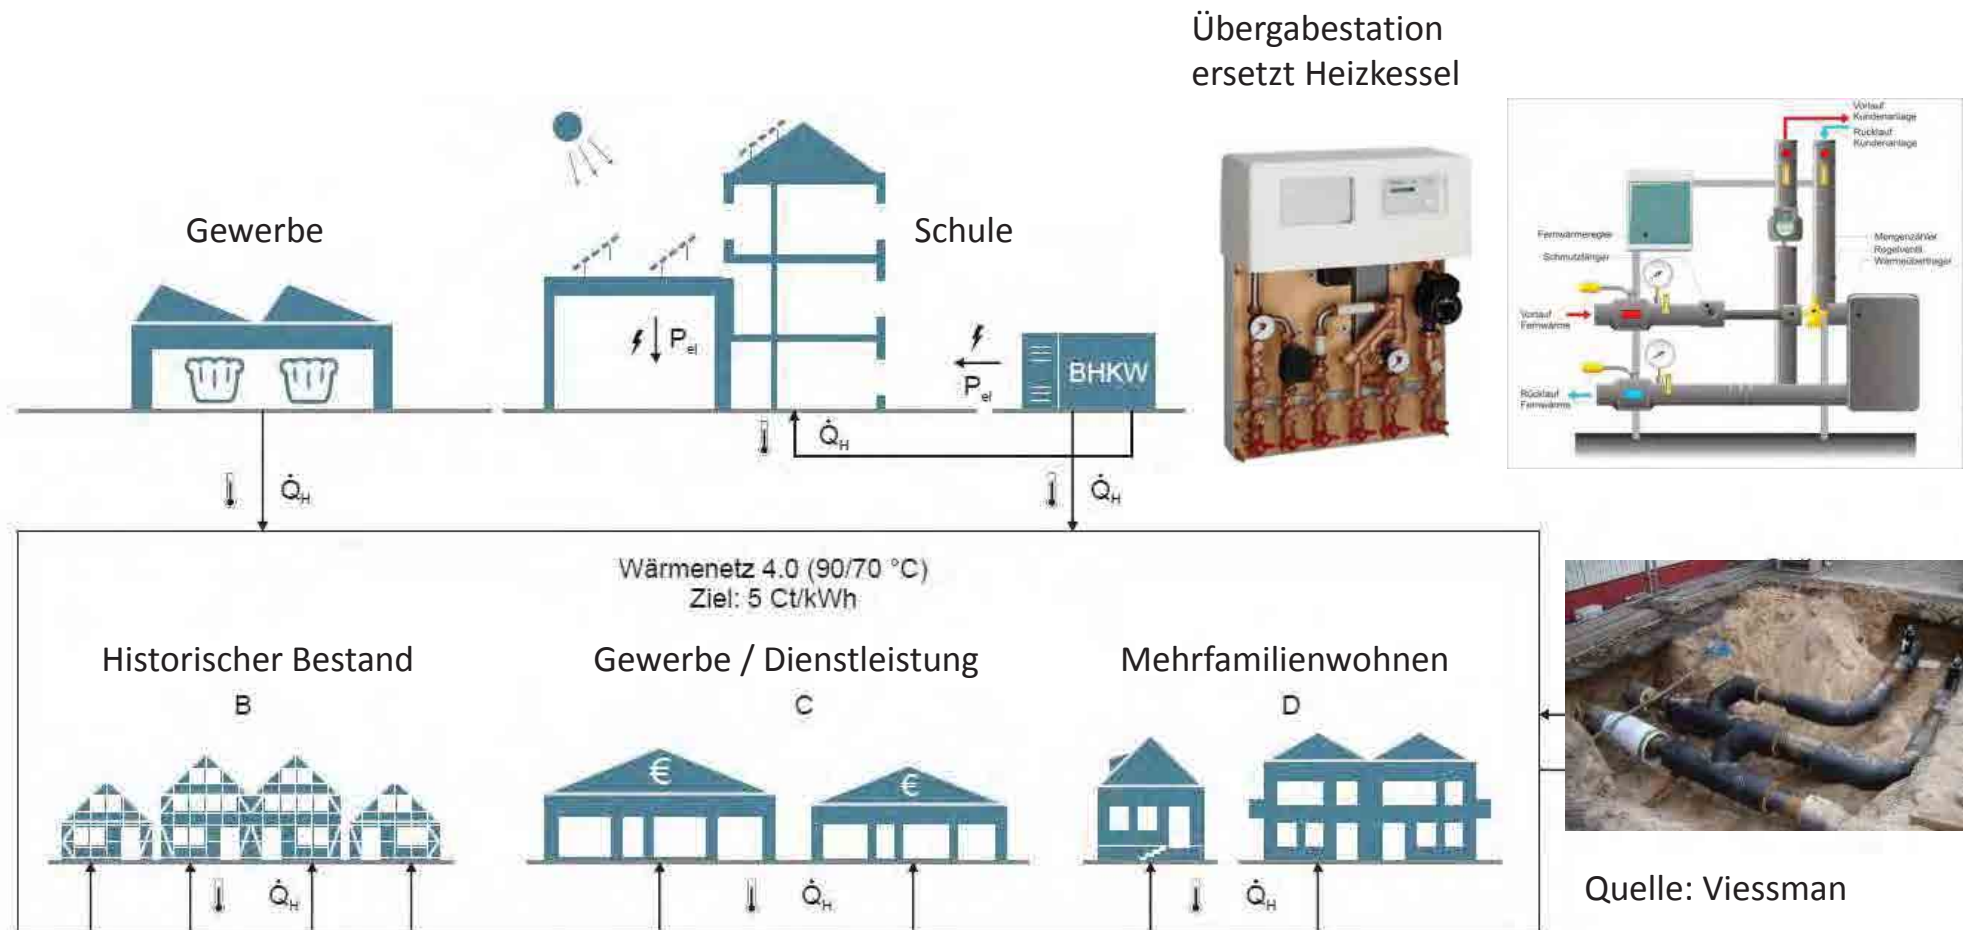 Übergabestation
ersetzt Heizkessel
Vorlauf
Kundenanlage
Rücklauf
Kundenanlage
Gewerbe
Schule
Fernwärmeregler
Schmutzfänger
Mengenzähler
Regelventil
Wärmeüberträger
Vorlauf
Fernwärme
Rücklauf
Fernwärme
P el
P el
BHKW
Q̇ H
Q̇ H
Q̇ H
Wärmenetz 4.0 (90/70 °C)
Ziel: 5 Ct/kWh
Historischer Bestand
B
Gewerbe / Dienstleistung
C
Mehrfamilienwohnen
D
€
€
Q̇ H
Q̇ H
Q̇ H
Quelle: Viessman